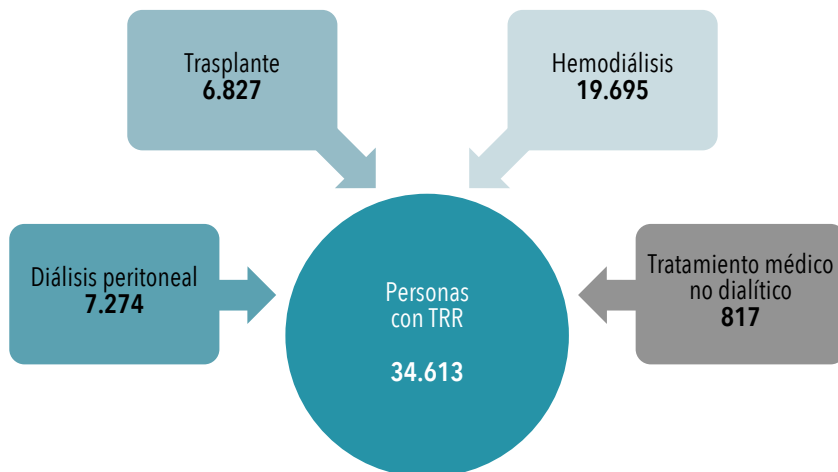 Trasplante
6.827
Hemodiálisis
19.695
Diálisis peritoneal
7.274
Personas
con TRR
34.613
Tratamiento médico
no dialítico
817